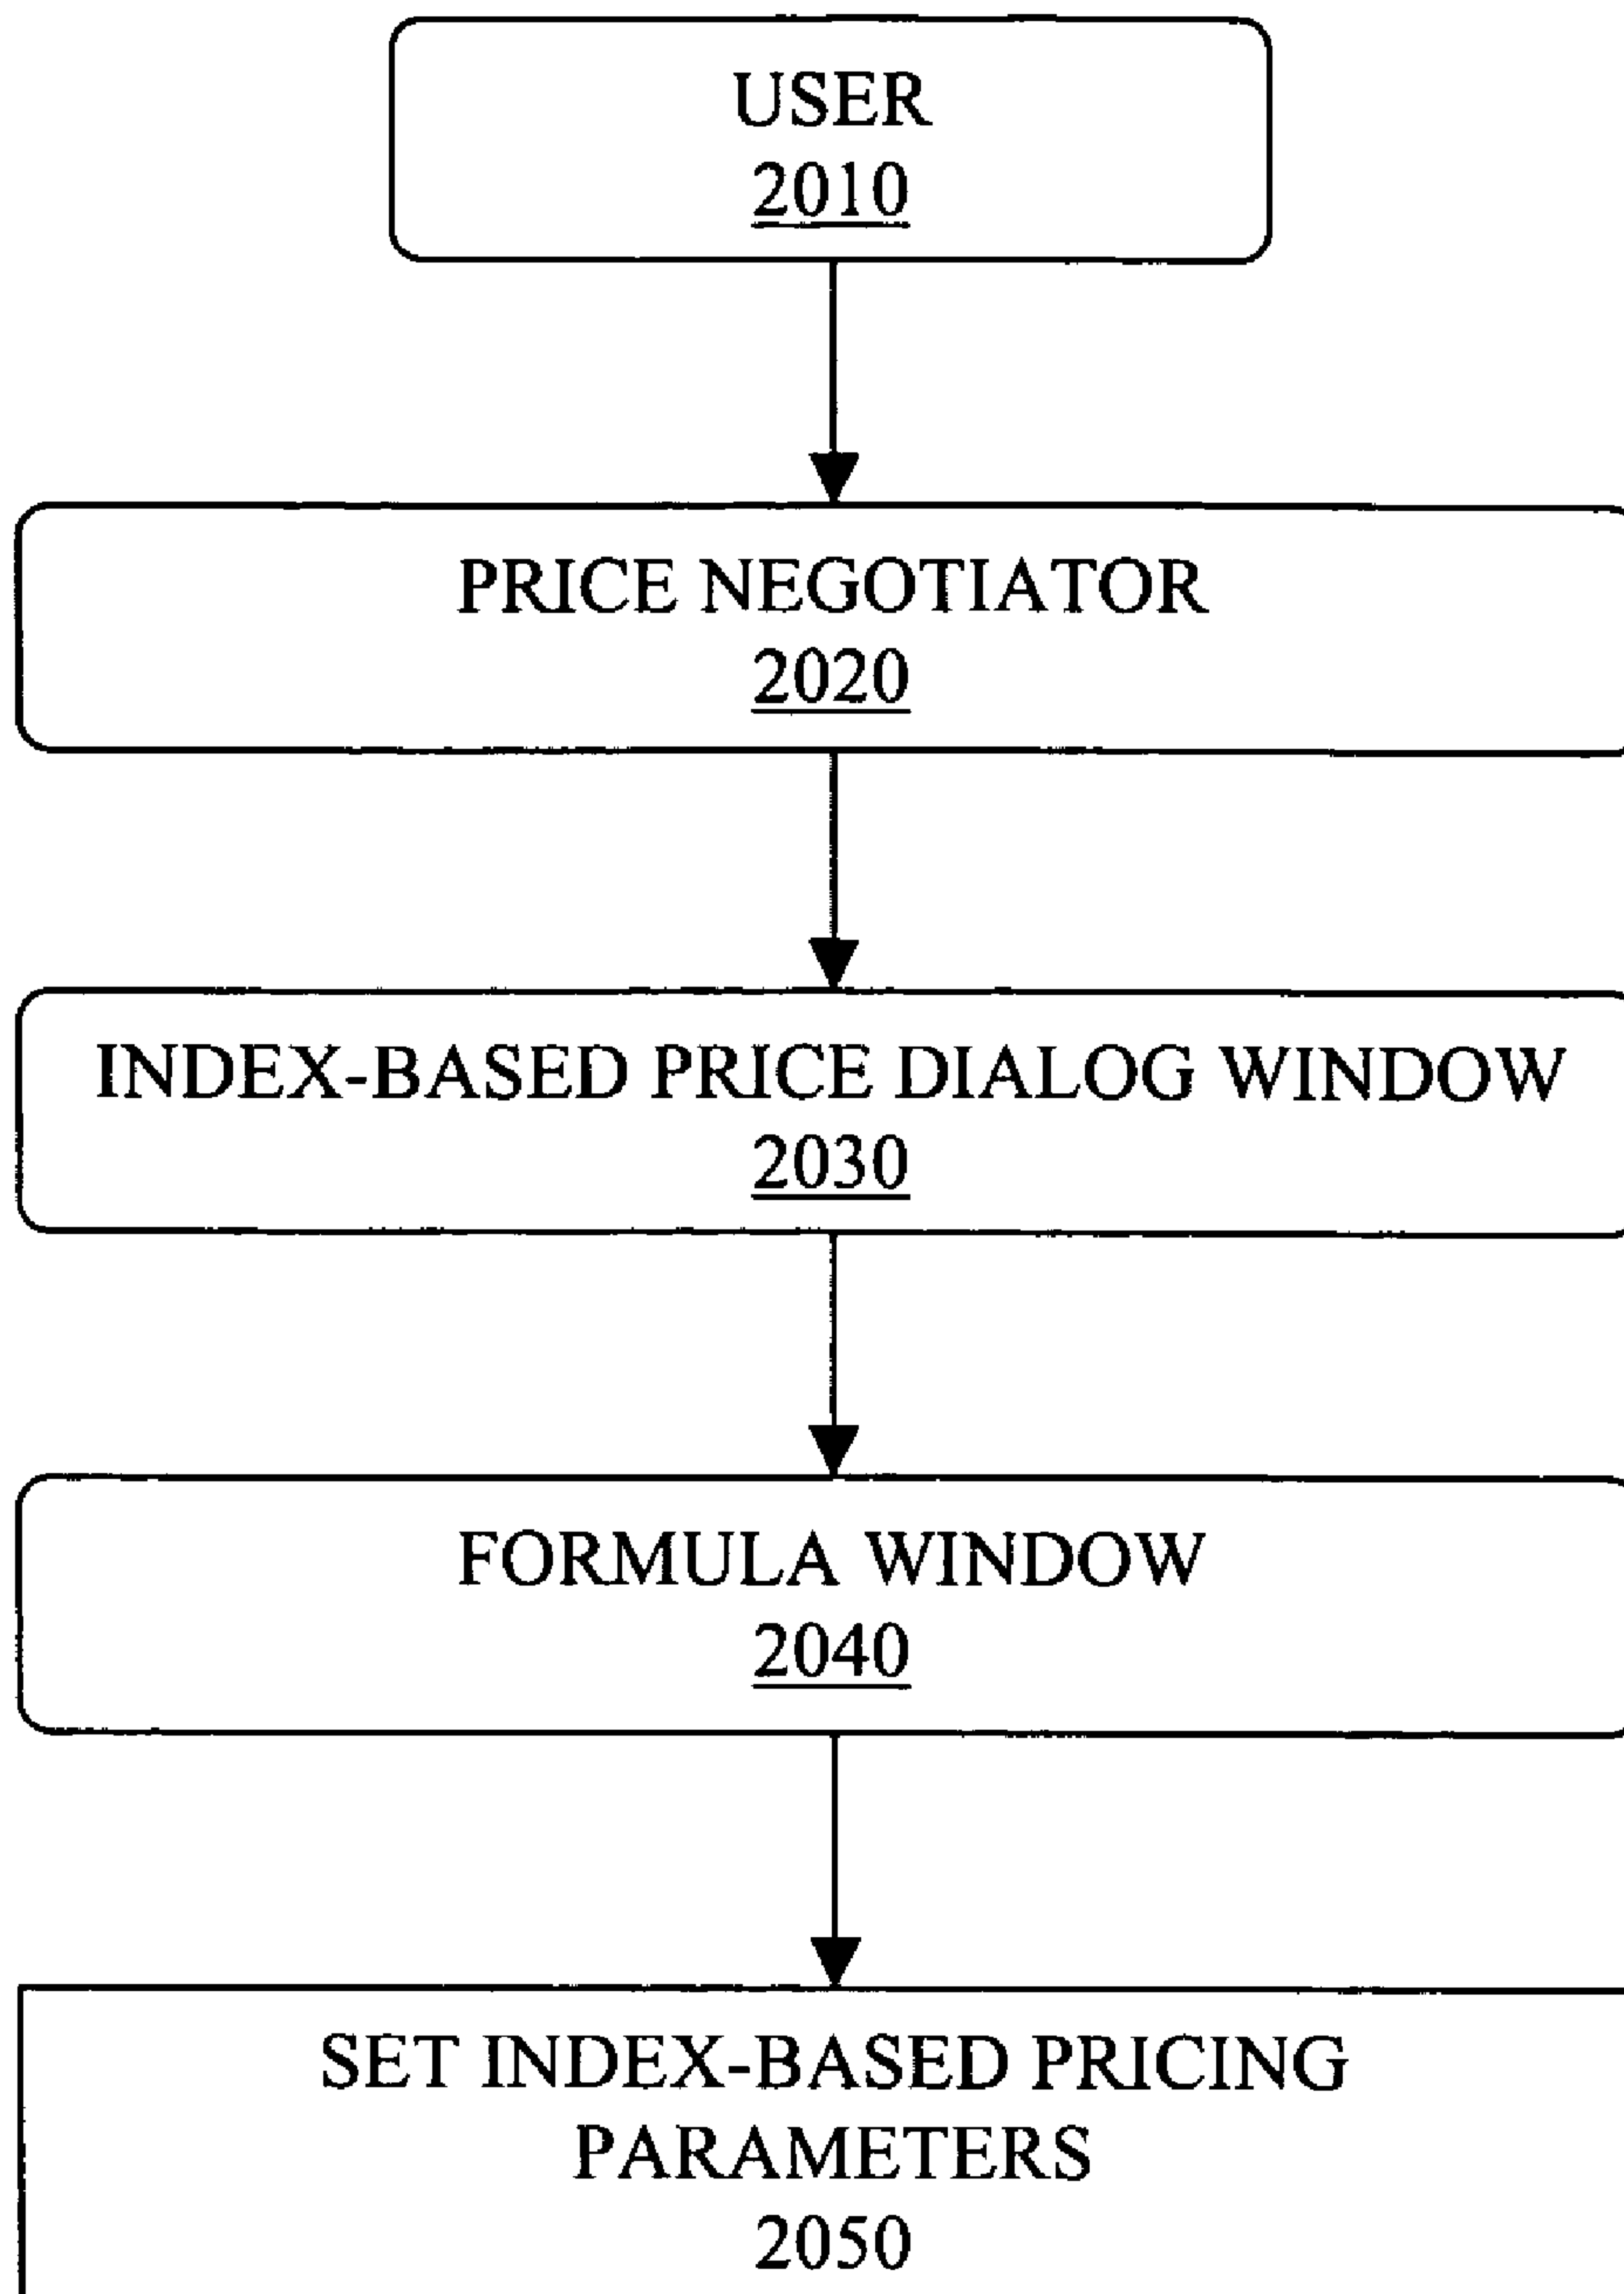 USER
2010
PRICE NEGOTIATOR
2020
INDEX-BASED PRICE DIALOG WINDOW
2030
FORMULA WINDOW
2040
SET INDEX-BASED PRICING
PARAMETERS
2050